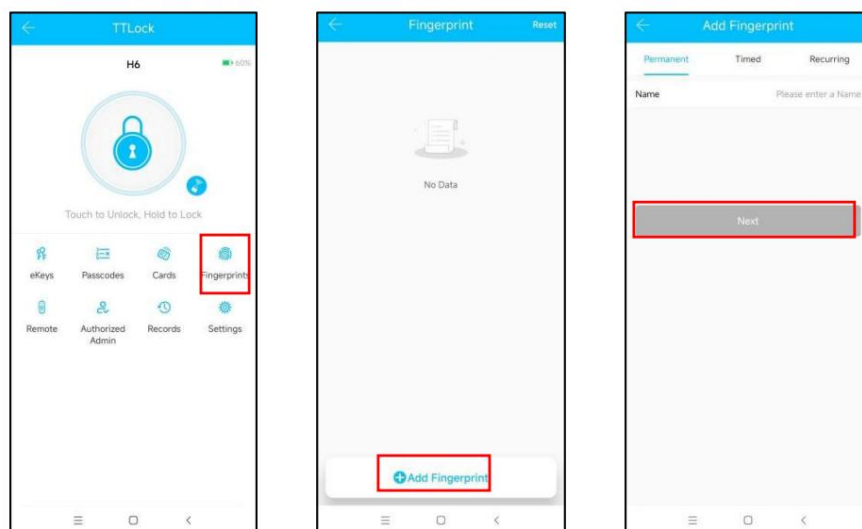 TTLock
H6
60%
Touch to Unlock, Hold to Lock
eKeys Passcodes Cards Fingerprints
Remote Authorized Admin Records Settings
Fingerprint Reset
No Data
Add Fingerprint
Add Fingerprint
Permanent Timed Recurring
Name Please enter a Name
Next